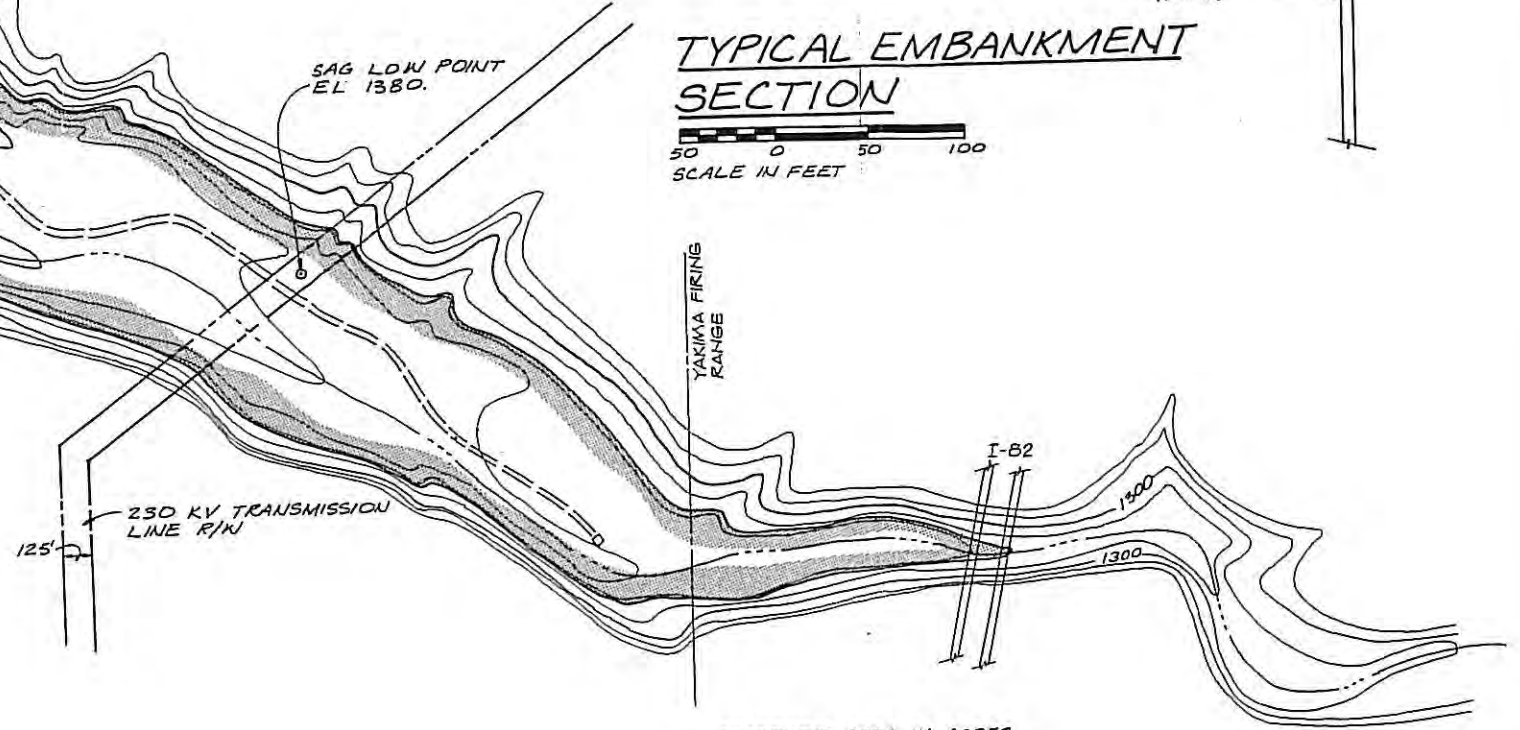 TYPICAL EMBANKMENT
SECTION
50 0 50 100
SCALE IN FEET
SAG LOW POINT
EL 1380.
YAKIMA FIRING
RANGE
I-82
1300
1300
230 KV TRANSMISSION
LINE R/W
125'